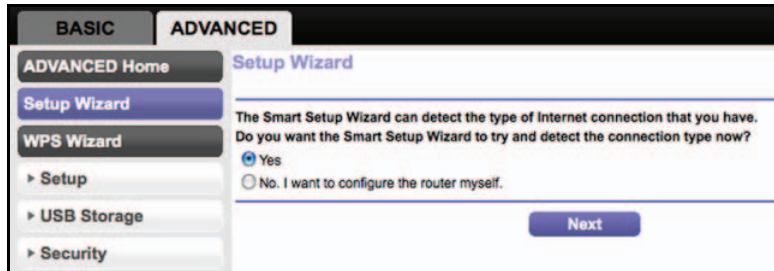 BASIC
ADVANCED
ADVANCED Home
Setup Wizard
WPS Wizard
Setup
USB Storage
Security
Setup Wizard
The Smart Setup Wizard can detect the type of Internet connection that you have.
Do you want the Smart Setup Wizard to try and detect the connection type now?
Yes
No. I want to configure the router myself.
Next